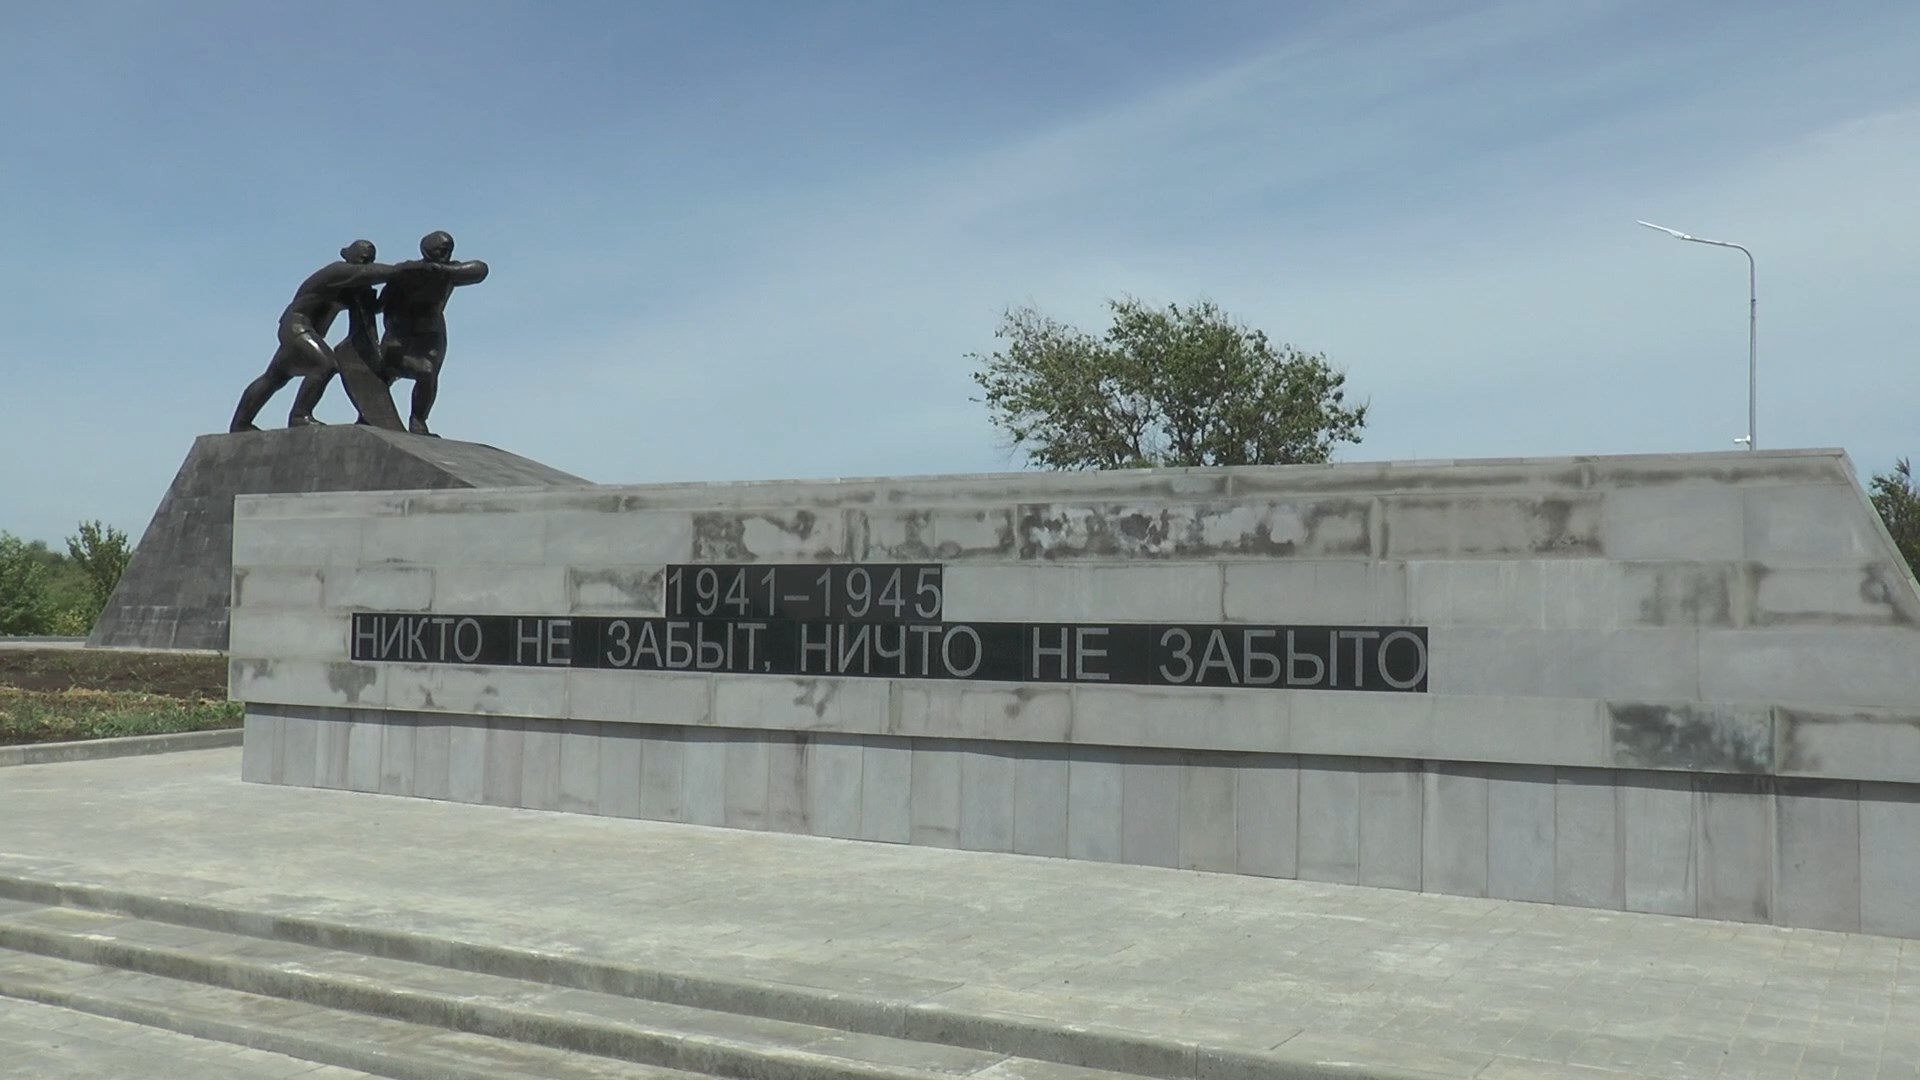 1941–1945
НИКТО НЕ ЗАБЫТ, НИЧТО НЕ ЗАБЫТО